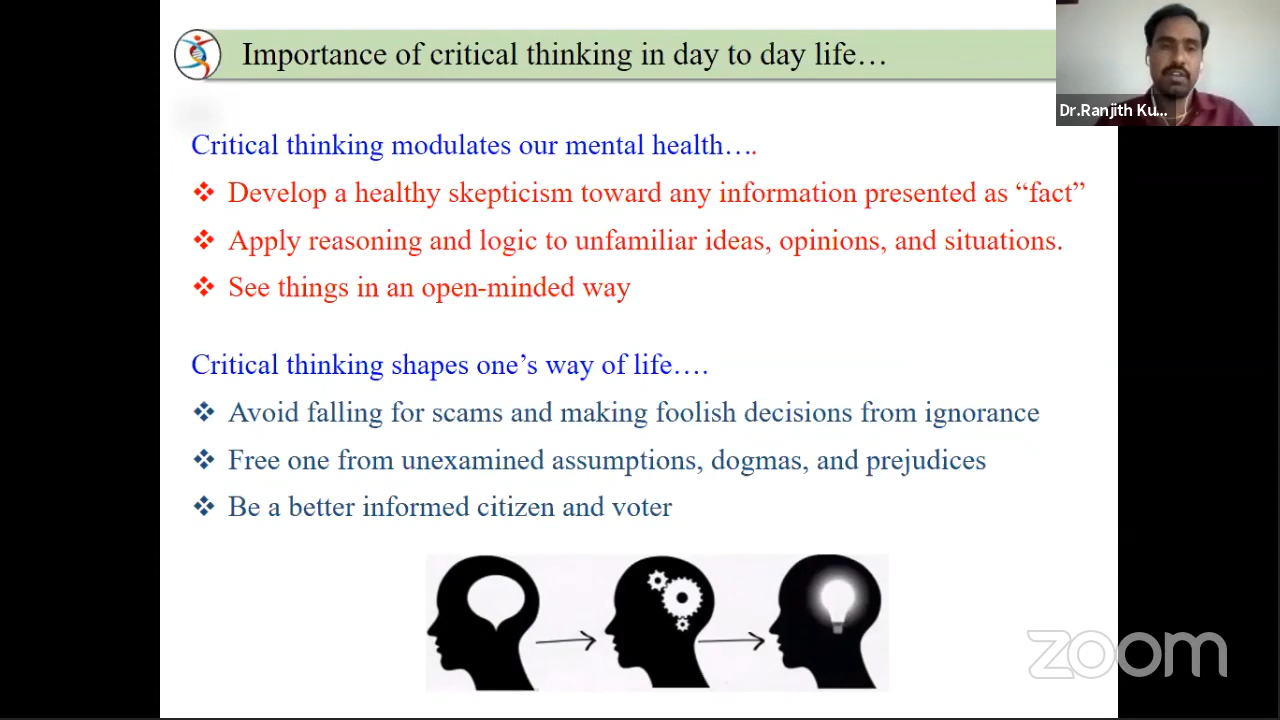 Importance of critical thinking in day to day life…
Dr.Ranjith Ku...
Critical thinking modulates our mental health….
Develop a healthy skepticism toward any information presented as “fact”
Apply reasoning and logic to unfamiliar ideas, opinions, and situations.
See things in an open-minded way
Critical thinking shapes one’s way of life….
Avoid falling for scams and making foolish decisions from ignorance
Free one from unexamined assumptions, dogmas, and prejudices
Be a better informed citizen and voter
zoom